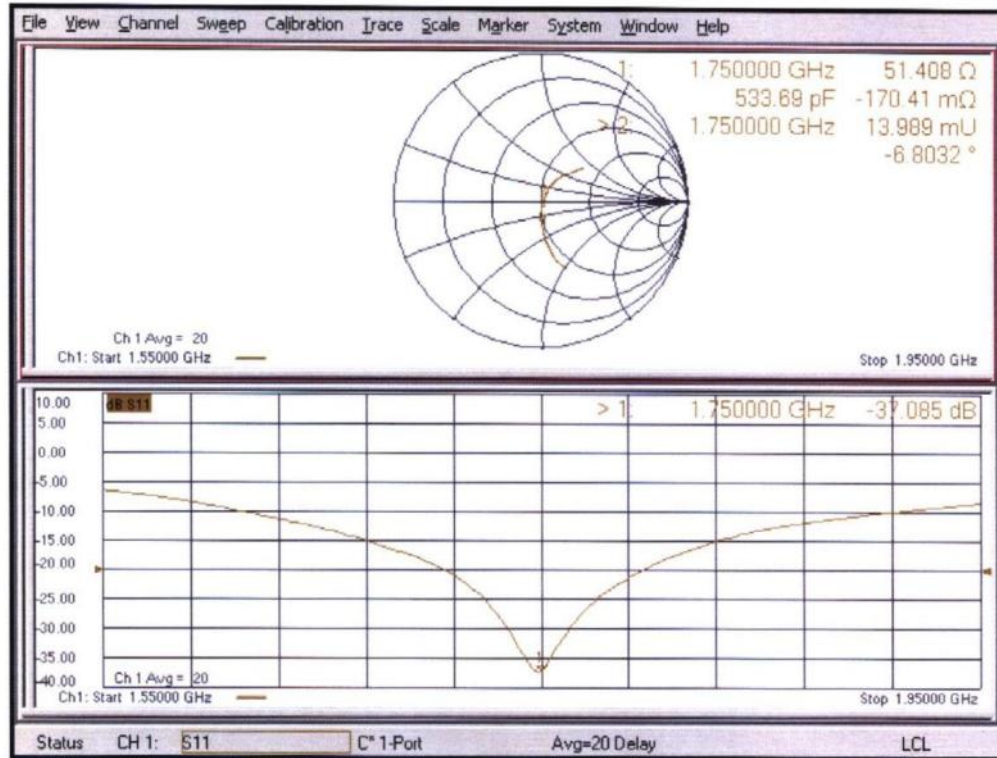 File View Channel Sweep Calibration Trace Scale Marker System Window Help
1: 1.750000 GHz 51.408 Ω
533.69 pF -170.41 mΩ
> 2: 1.750000 GHz 13.989 mU
-6.8032 °
Ch 1 Avg = 20
Ch1: Start 1.55000 GHz
Stop 1.95000 GHz
10.00
dB S11
> 1: 1.750000 GHz -37.085 dB
5.00
0.00
-5.00
-10.00
-15.00
-20.00
-25.00
-30.00
-35.00
1
-40.00
Ch 1 Avg = 20
Ch1: Start 1.55000 GHz
Stop 1.95000 GHz
Status CH 1: S11 C* 1-Port Avg=20 Delay LCL